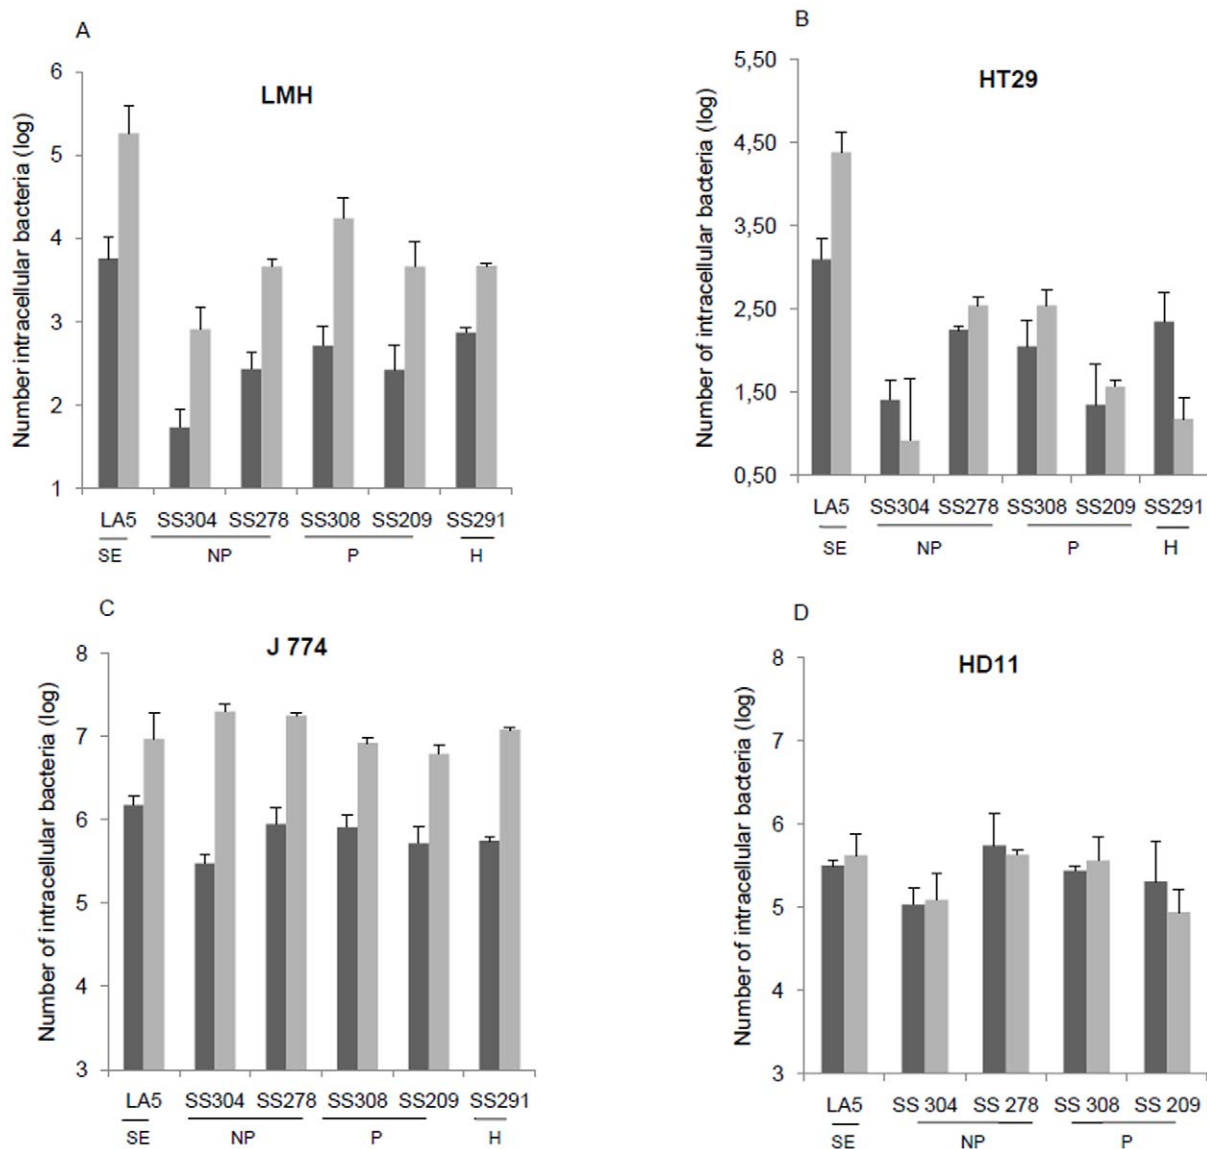 A
LMH
Number intracellular bacteria (log)
6
5
4
3
2
1
LA5 SS304 SS278 SS308 SS209 SS291
SE NP P H
B
HT29
Number of intracellular bacteria (log)
5,50
4,50
3,50
2,50
1,50
0,50
LA5 SS304 SS278 SS308 SS209 SS291
SE NP P H
C
J 774
Number of intracellular bacteria (log)
8
7
6
5
4
3
LA5 SS304 SS278 SS308 SS209 SS291
SE NP P H
D
HD11
Number of intracellular bacteria (log)
8
7
6
5
4
3
LA5 SS 304 SS 278 SS 308 SS 209
SE NP P